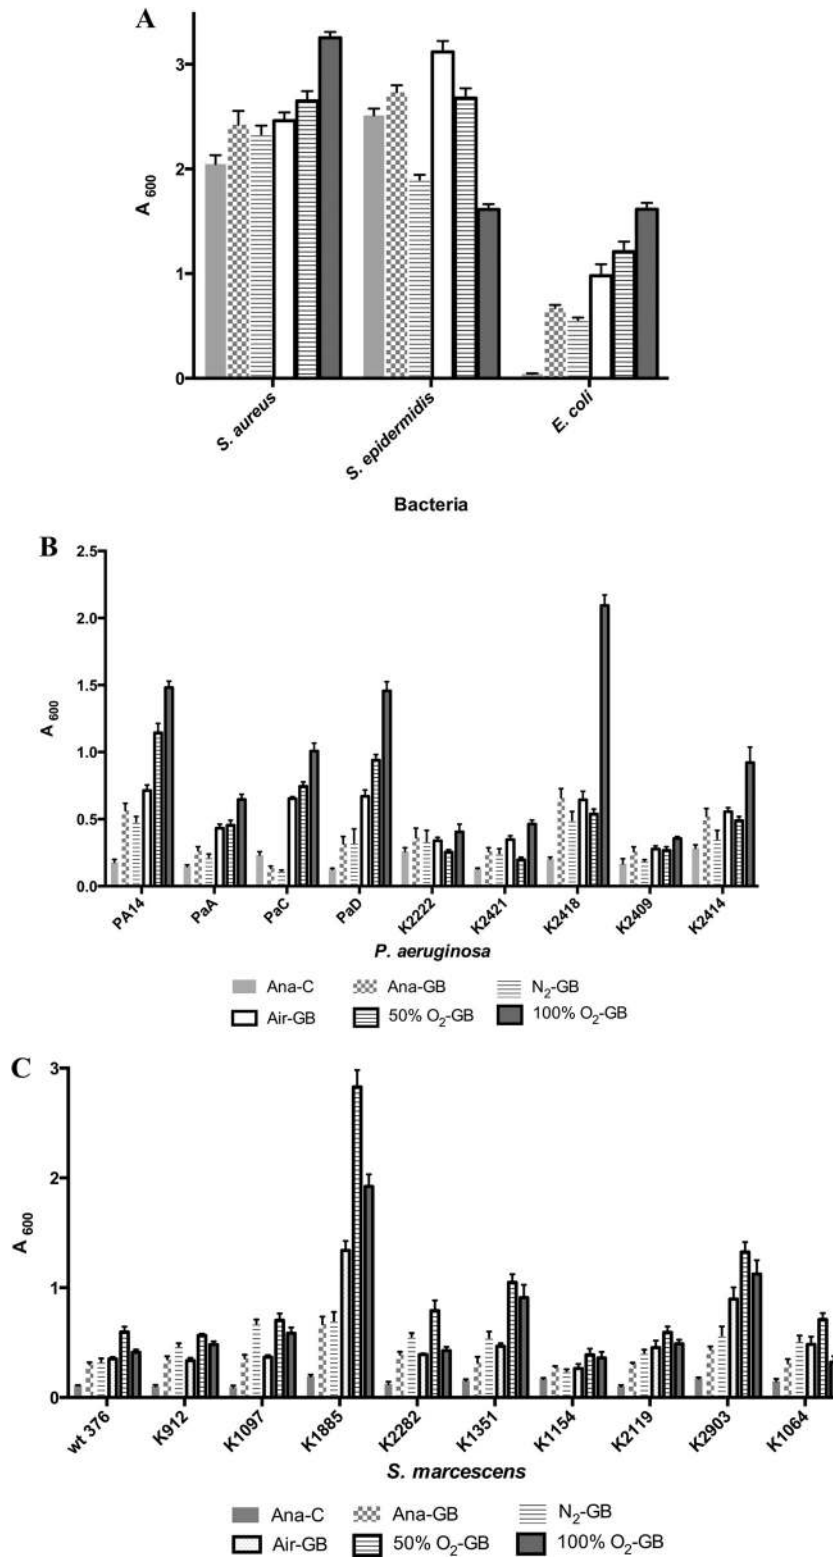 A
3
2
1
0
A 600
S. aureus
S. epidermidis
E. coli
Bacteria
B
2.5
2.0
1.5
1.0
0.5
0.0
A 600
PA14
PaA
PaC
PaD
K2222
K2421
K2418
K2409
K2414
P. aeruginosa
Ana-C
Ana-GB
N2-GB
Air-GB
50% O2-GB
100% O2-GB
C
3
2
1
0
A 600
wt 376
K912
K1097
K1885
K2282
K1351
K1154
K2119
K2903
K1064
S. marcescens
Ana-C
Ana-GB
N2-GB
Air-GB
50% O2-GB
100% O2-GB